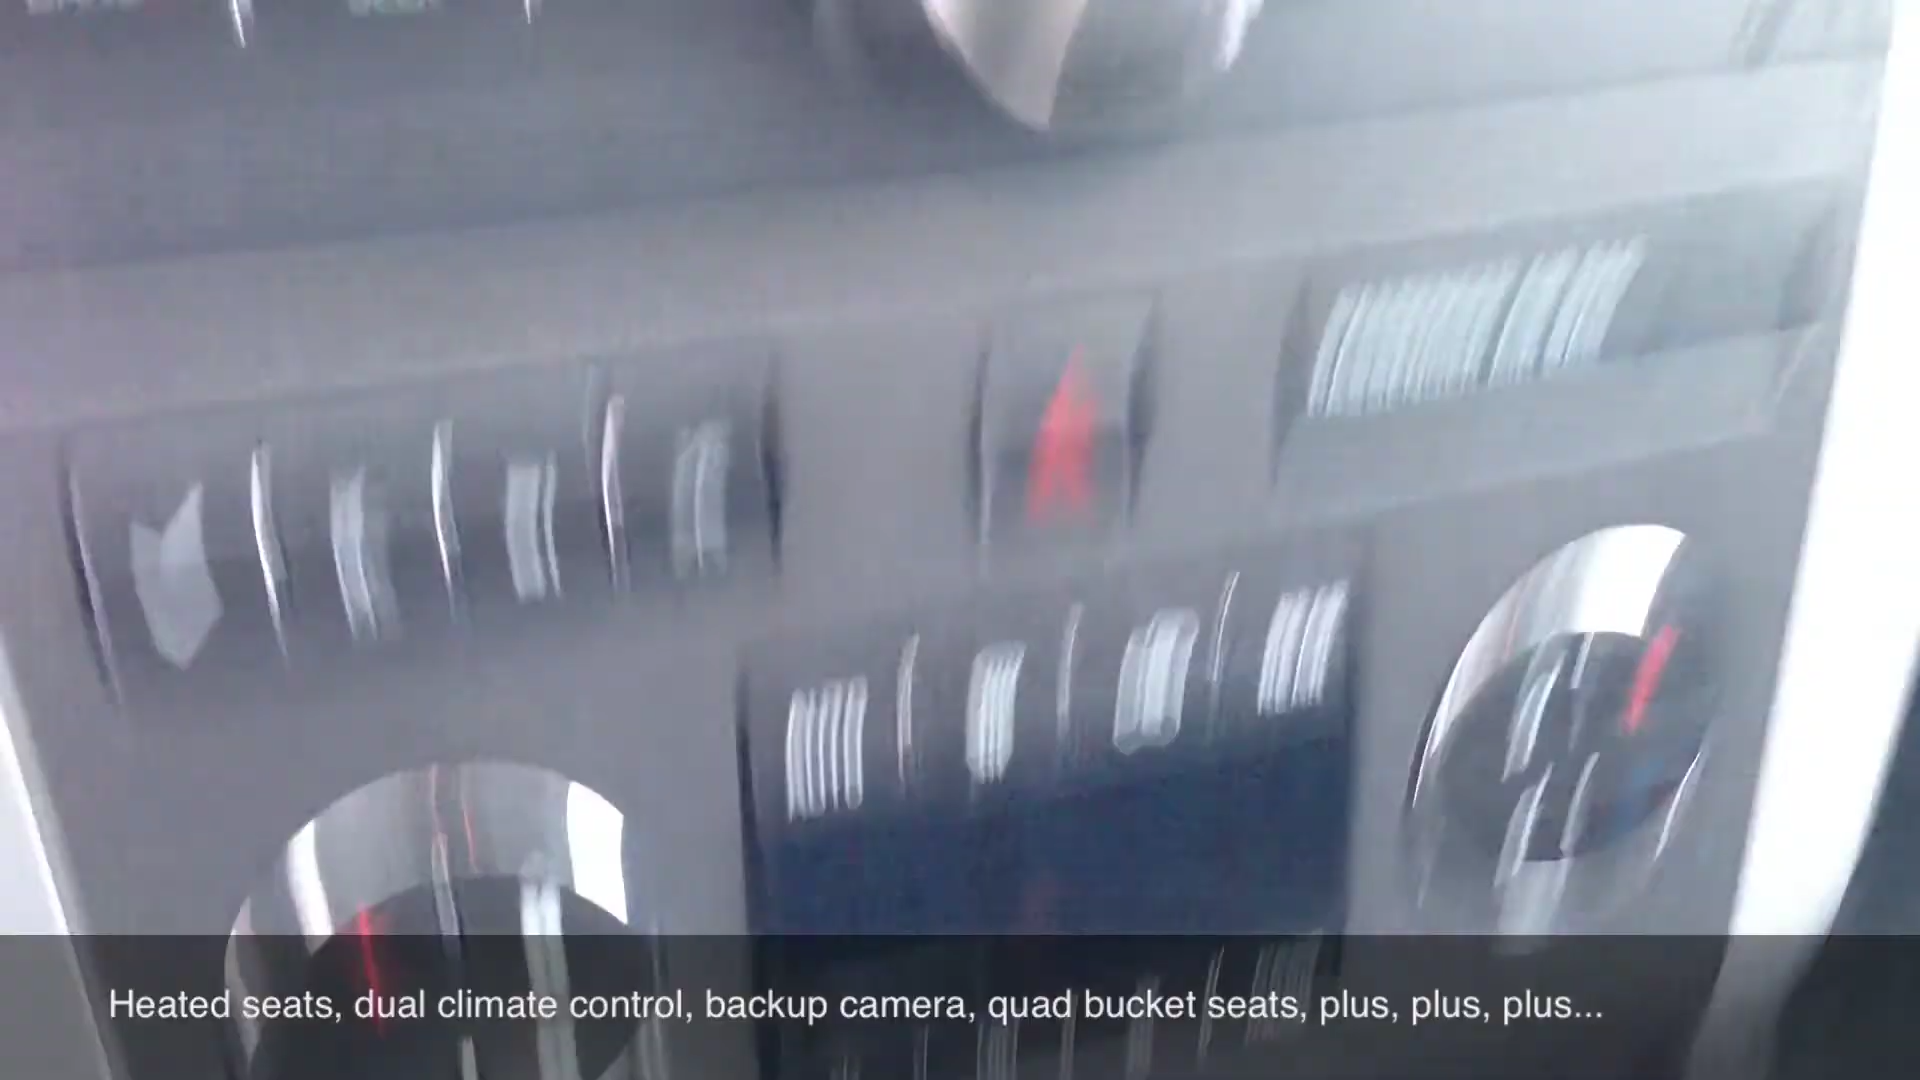 Heated seats, dual climate control, backup camera, quad bucket seats, plus, plus, plus...